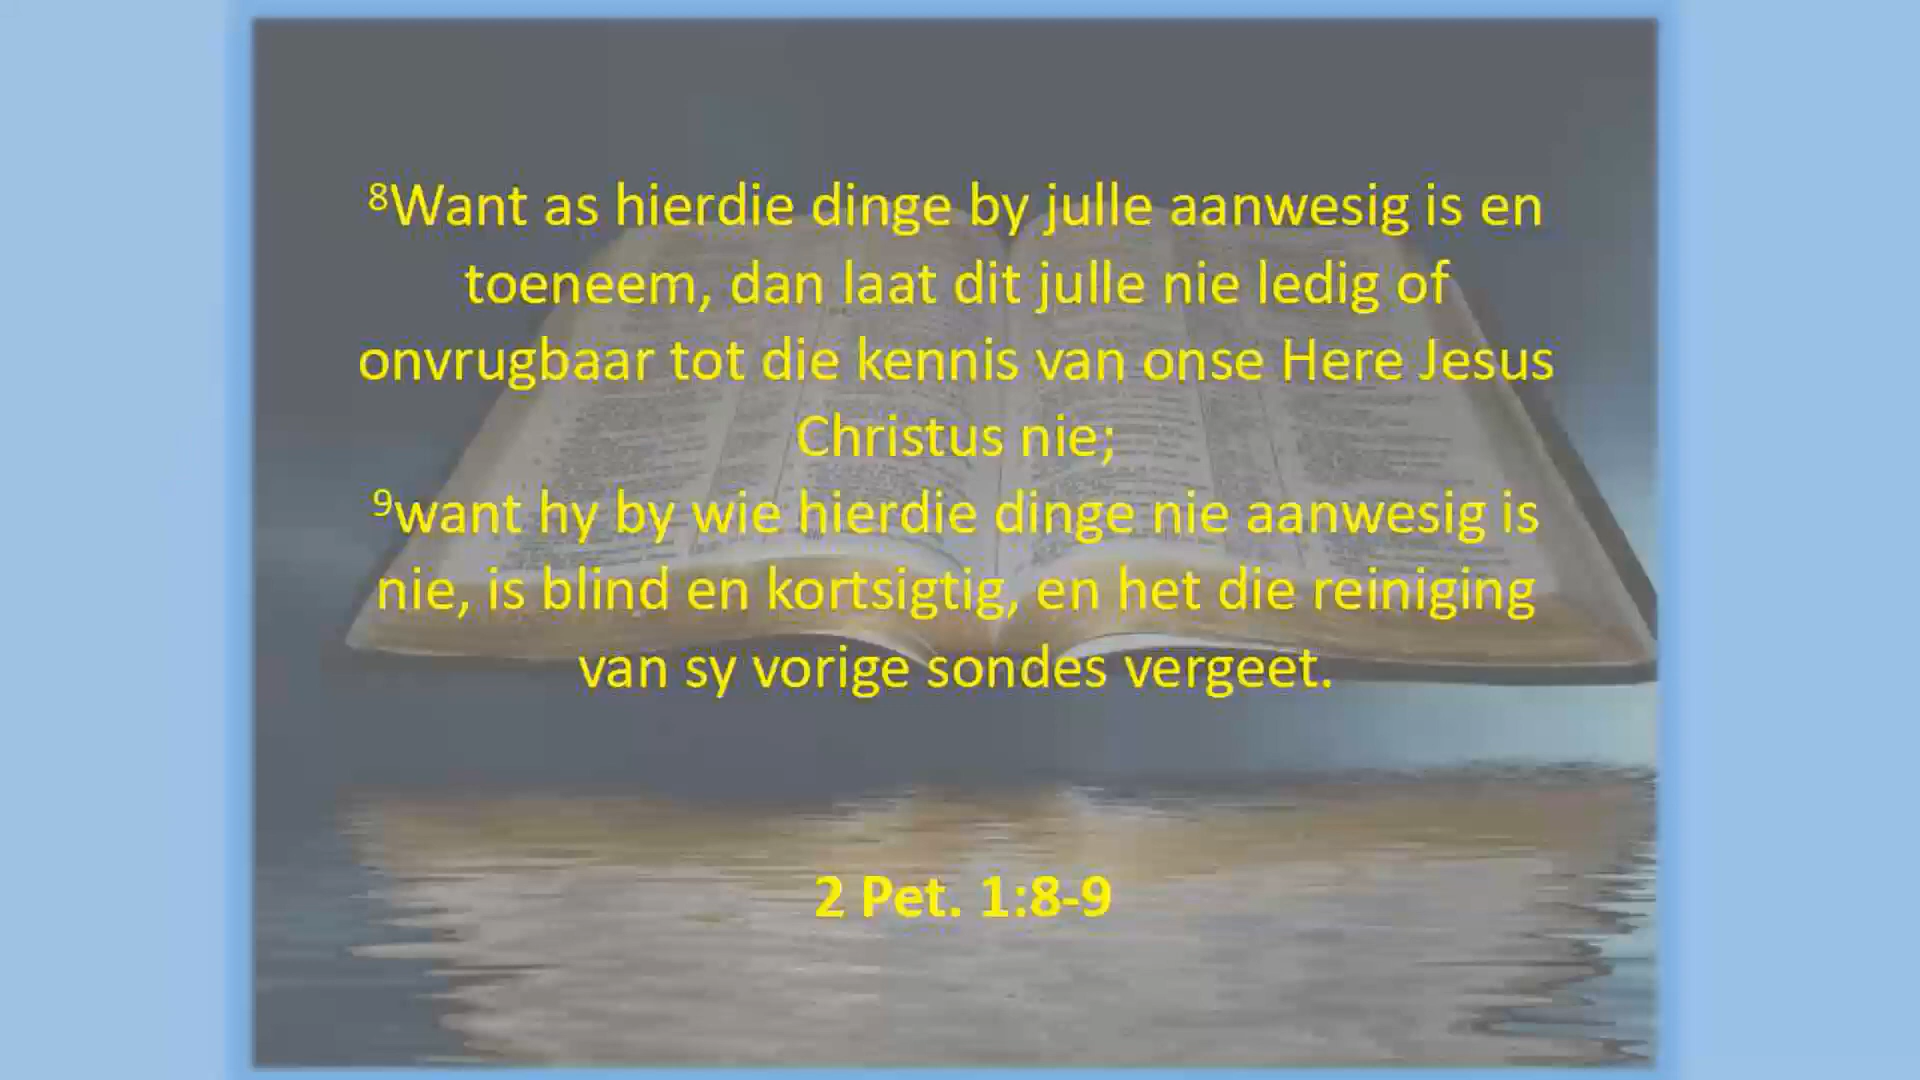 ⁸Want as hierdie dinge by julle aanwesig is en
toeneem, dan laat dit julle nie ledig of
onvrugbaar tot die kennis van onse Here Jesus
Christus nie;
⁹want hy by wie hierdie dinge nie aanwesig is
nie, is blind en kortsigtig, en het die reiniging
van sy vorige sondes vergeet.
2 Pet. 1:8-9